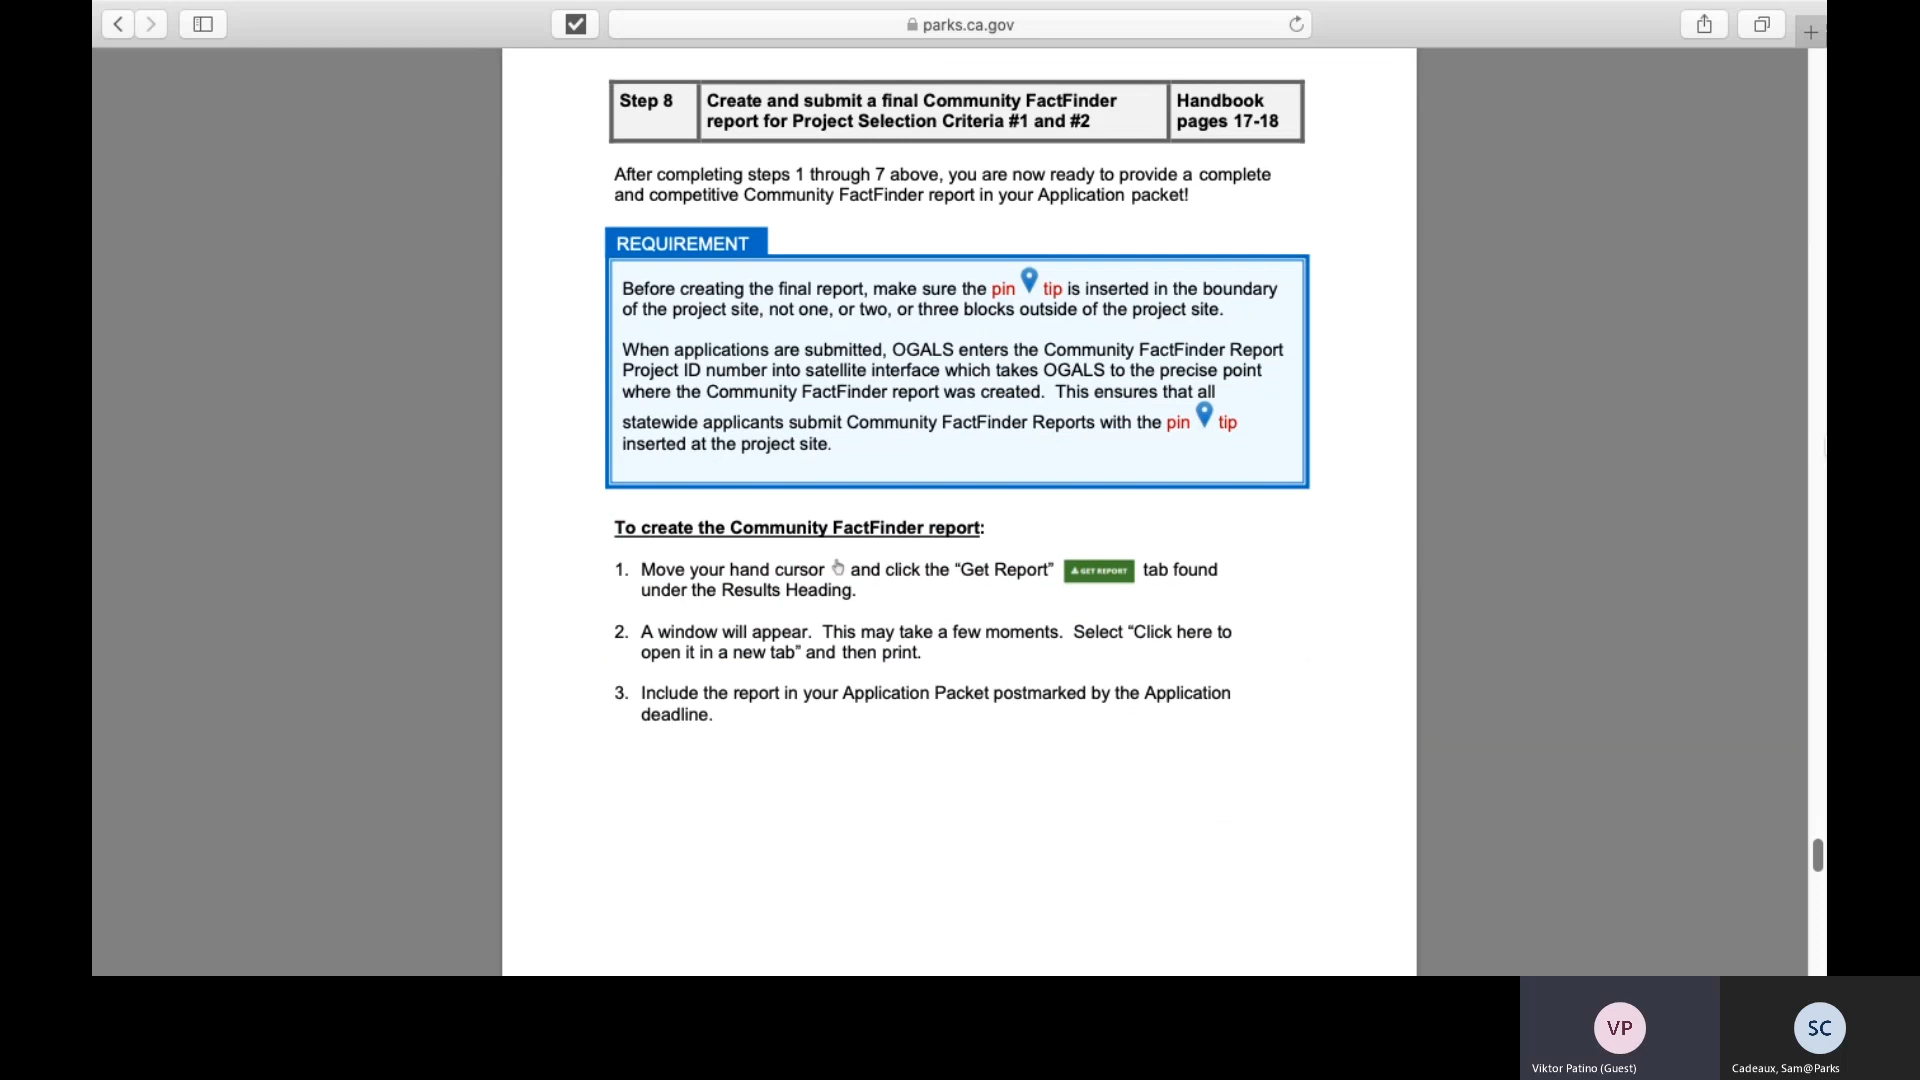 parks.ca.gov
Step 8
Create and submit a final Community FactFinder
report for Project Selection Criteria #1 and #2
Handbook
pages 17-18
After completing steps 1 through 7 above, you are now ready to provide a complete
and competitive Community FactFinder report in your Application packet!
REQUIREMENT
Before creating the final report, make sure the pin tip is inserted in the boundary
of the project site, not one, or two, or three blocks outside of the project site.
When applications are submitted, OGALS enters the Community FactFinder Report
Project ID number into satellite interface which takes OGALS to the precise point
where the Community FactFinder report was created. This ensures that all
statewide applicants submit Community FactFinder Reports with the pin tip
inserted at the project site.
To create the Community FactFinder report:
1. Move your hand cursor and click the “Get Report” GET REPORT tab found
under the Results Heading.
2. A window will appear. This may take a few moments. Select “Click here to
open it in a new tab” and then print.
3. Include the report in your Application Packet postmarked by the Application
deadline.
VP
SC
Viktor Patino (Guest)
Cadeaux, Sam@Parks